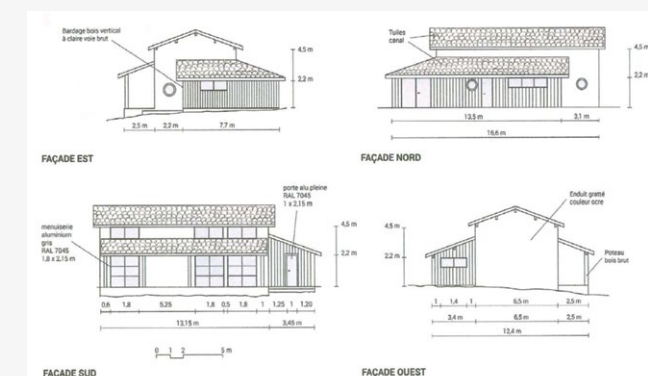 Bardage bois vertical
à claire voie brut
4,5 m
2,2 m
2,5 m
2,2 m
7,7 m
FAÇADE EST
Tuiles
canal
4,5 m
2,2 m
13,5 m
3,1 m
16,6 m
FAÇADE NORD
menuiserie
aluminium
gris
RAL 7045
1,8 x 2,15 m
porte alu pleine
RAL 7045
1 x 2,15 m
4,5 m
2,2 m
0,6 1,8 5,25 1,8 0,5 1,8 1 1,25 1 1,20
13,15 m
3,45 m
0 1 2 5 m
FAÇADE SUD
Enduit gratté
couleur ocre
Poteau
bois brut
4,5 m
2,2 m
1 1,4 1 6,5 m 2,5 m
3,4 m 6,5 m 2,5 m
12,4 m
FAÇADE OUEST